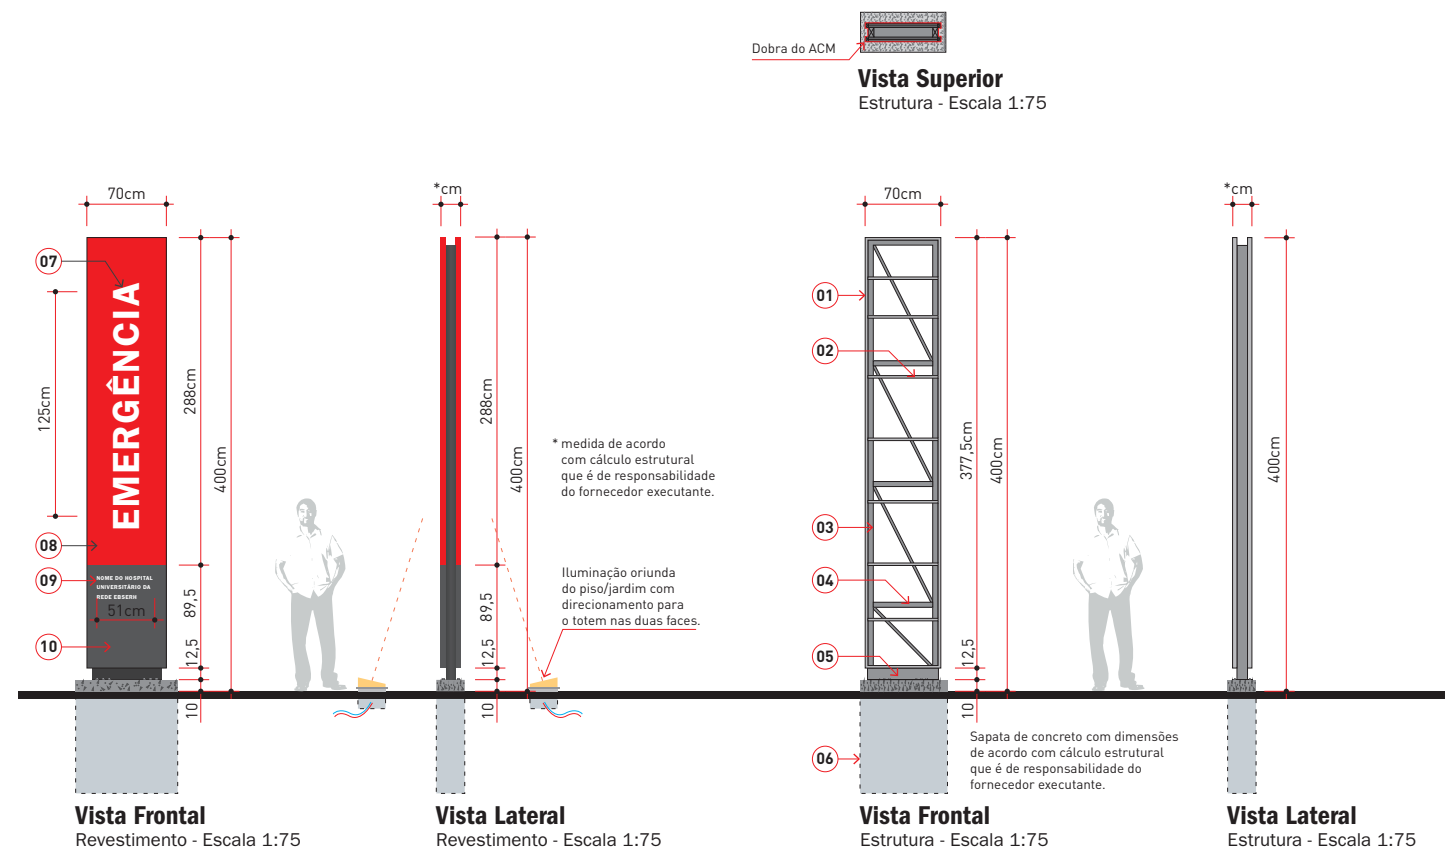 Dobra do ACM
Vista Superior
Estrutura - Escala 1:75
70cm
07
EMERGÊNCIA
125cm
288cm
400cm
08
09
NOME DO HOSPITAL
UNIVERSITÁRIO DA
REDE EBSERH
51cm
89,5
10
12,5
10
Vista Frontal
Revestimento - Escala 1:75
*cm
288cm
400cm
89,5
12,5
10
* medida de acordo
com cálculo estrutural
que é de responsabilidade
do fornecedor executante.
Iluminação oriunda
do piso/jardim com
direcionamento para
o totem nas duas faces.
Vista Lateral
Revestimento - Escala 1:75
70cm
01
02
377,5cm
400cm
03
04
05
12,5
10
06
Sapata de concreto com dimensões
de acordo com cálculo estrutural
que é de responsabilidade do
fornecedor executante.
Vista Frontal
Estrutura - Escala 1:75
*cm
400cm
Vista Lateral
Estrutura - Escala 1:75